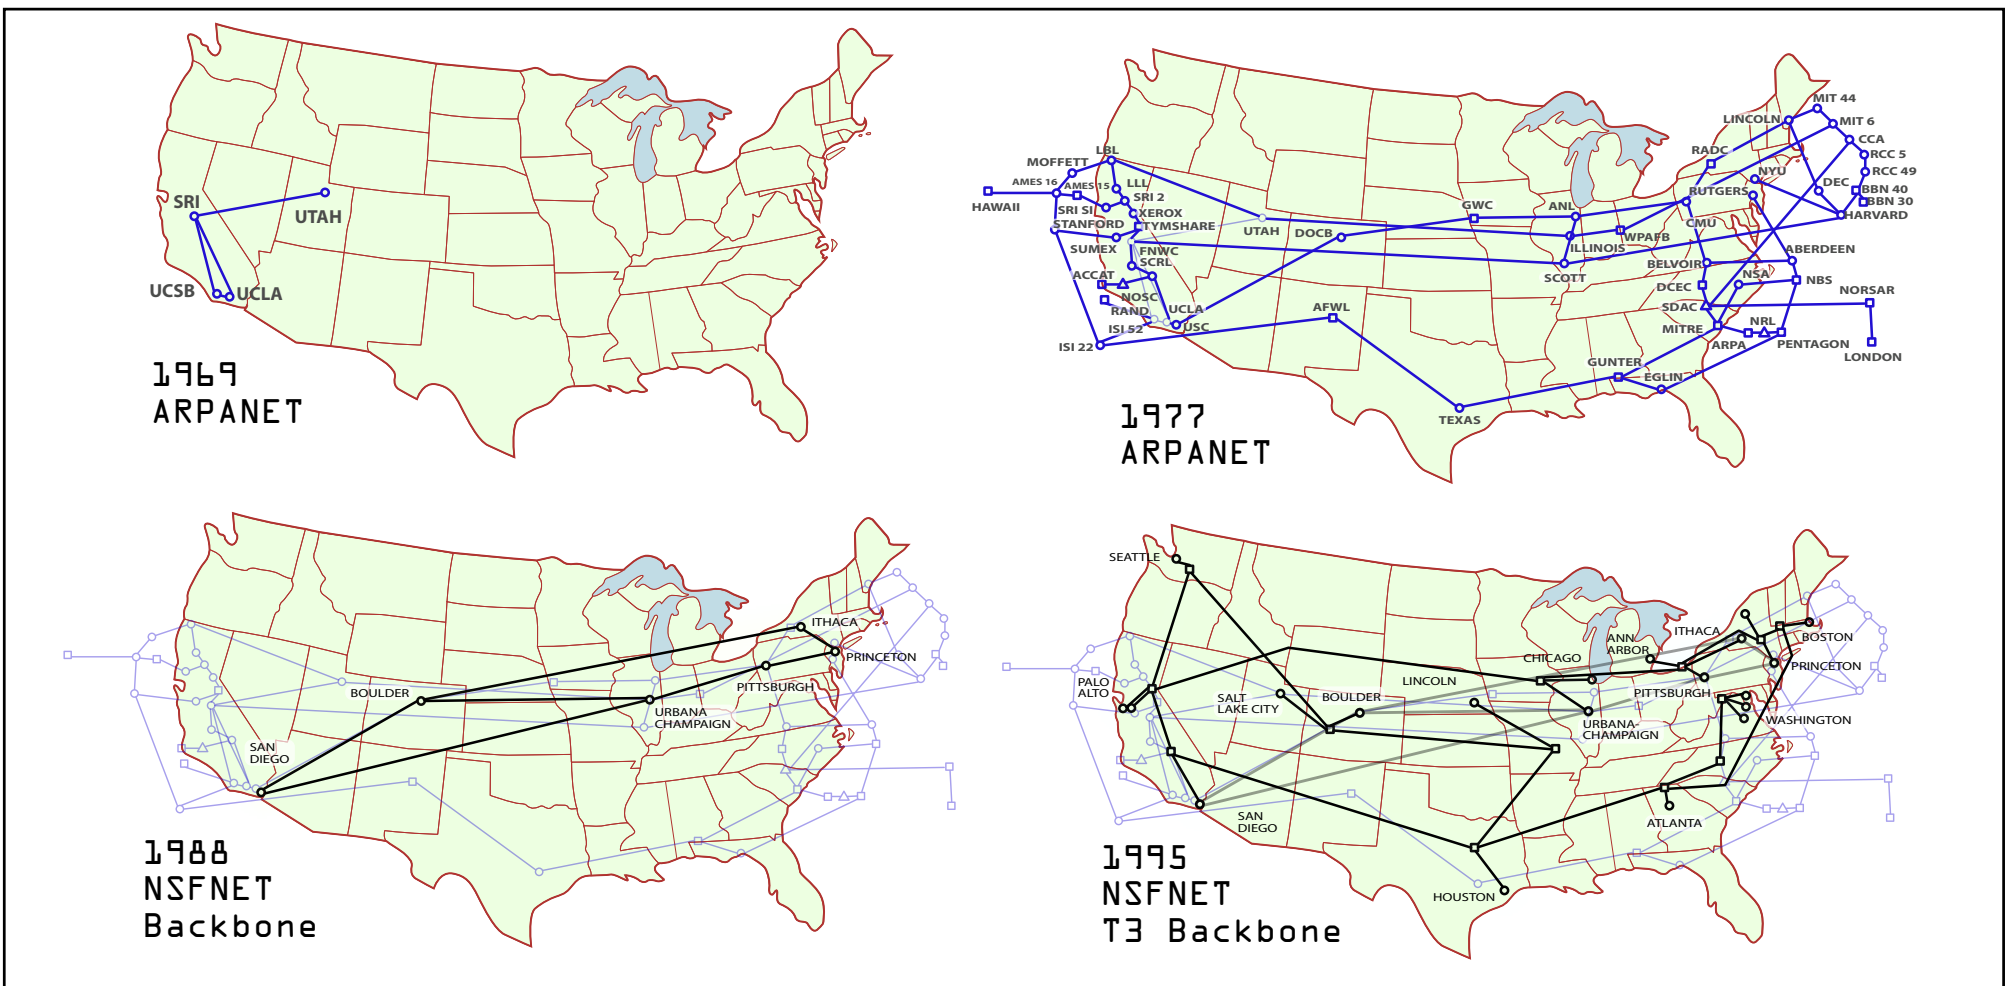 SRI
UTAH
UCSB
UCLA
1969
ARPANET
MIT 44
LINCOLN
MIT 6
CCA
RADC
RCC 5
LBL
MOFFETT
NYU
RCC 49
AMES 16
AMES 15
LLL
DEC
RUTGERS
BBN 40
SRI 2
BBN 30
HAWAII
SRI SI
XEROX
GWC
ANL
HARVARD
STANFORD
TYMSHARE
CMU
UTAH
DOCB
WPAFB
SUMEX
ILLINOIS
ABERDEEN
FNWC
SCRL
BELVOIR
ACCAT
SCOTT
NSA
NBS
DCEC
NORSAR
NOSC
RAND
UCLA
AFWL
SDAC
ISI 52
USC
MITRE
NRL
ISI 22
ARPA
PENTAGON
LONDON
GUNTER
EGLIN
TEXAS
1977
ARPANET
ITHACA
PRINCETON
BOULDER
PITTSBURGH
URBANA
CHAMPAIGN
SAN
DIEGO
1988
NSFNET
Backbone
SEATTLE
ITHACA
BOSTON
ANN
ARBOR
CHICAGO
PRINCETON
PALO
ALTO
LINCOLN
SALT
LAKE CITY
BOULDER
PITTSBURGH
WASHINGTON
URBANA-
CHAMPAIGN
SAN
DIEGO
ATLANTA
HOUSTON
1995
NSFNET
T3 Backbone